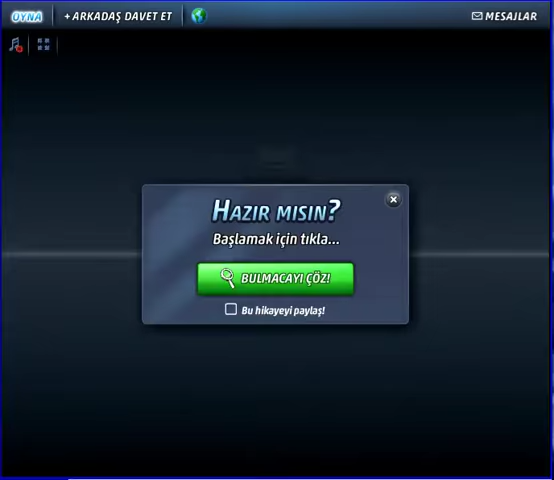 OYNA
+ ARKADAŞ DAVET ET
MESAJLAR
HAZIR MISIN?
Başlamak için tıkla...
BULMACAYI ÇÖZ!
Bu hikayeyi paylaş!